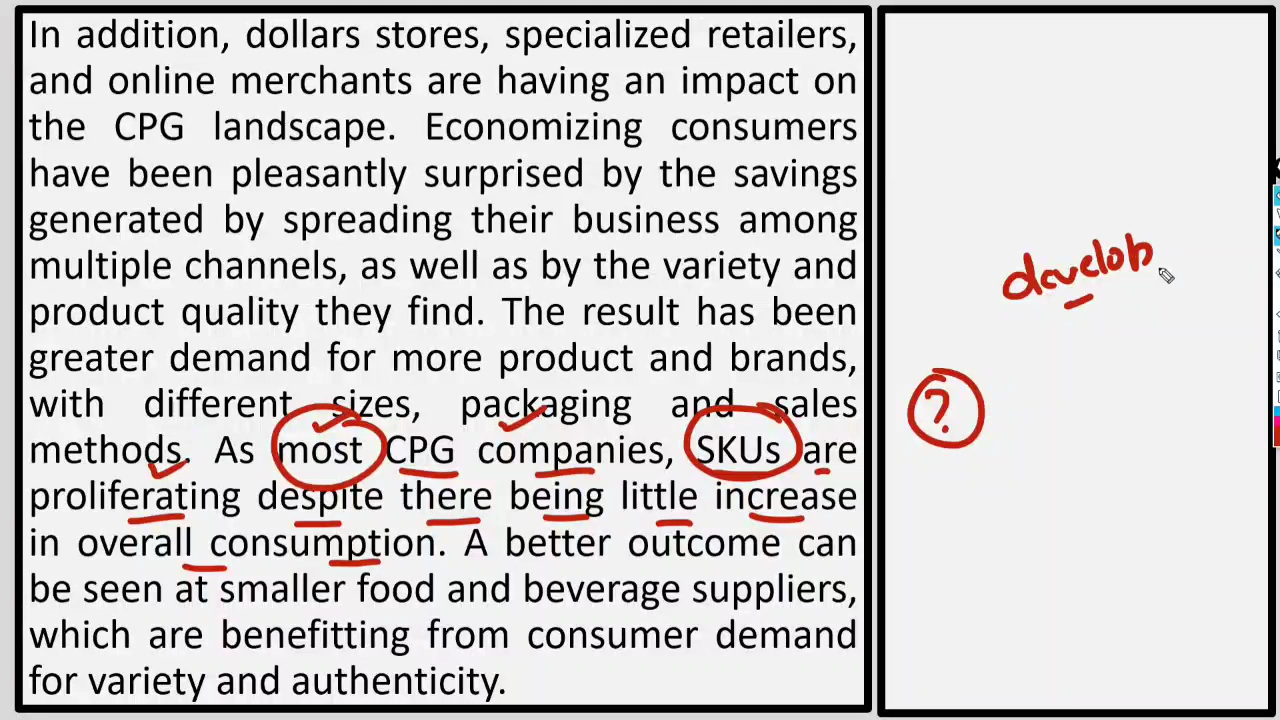 In addition, dollars stores, specialized retailers,
and online merchants are having an impact on
the CPG landscape. Economizing consumers
have been pleasantly surprised by the savings
generated by spreading their business among
multiple channels, as well as by the variety and
product quality they find. The result has been
greater demand for more product and brands,
with different sizes, packaging and sales
methods. As most CPG companies, SKUs are
proliferating despite there being little increase
in overall consumption. A better outcome can
be seen at smaller food and beverage suppliers,
which are benefitting from consumer demand
for variety and authenticity.
develop
?